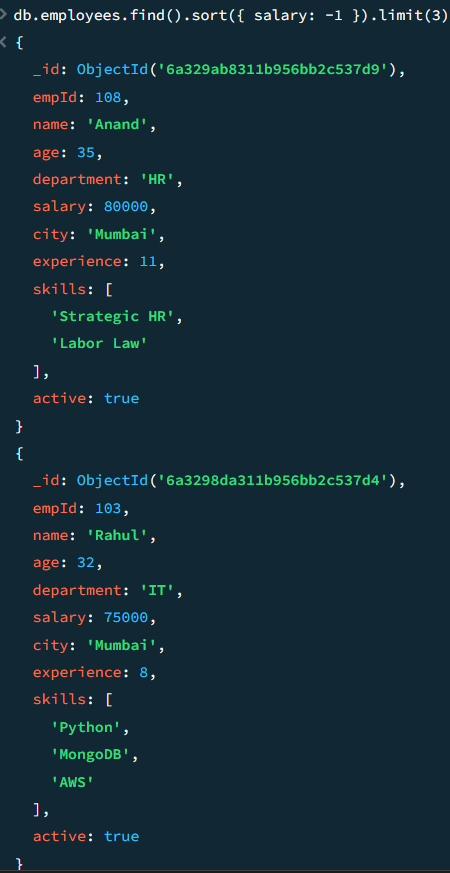 > db.employees.find().sort({ salary: -1 }).limit(3)
< {
_id: ObjectId('6a329ab8311b956bb2c537d9'),
empId: 108,
name: 'Anand',
age: 35,
department: 'HR',
salary: 80000,
city: 'Mumbai',
experience: 11,
skills: [
'Strategic HR',
'Labor Law'
],
active: true
}
{
_id: ObjectId('6a3298da311b956bb2c537d4'),
empId: 103,
name: 'Rahul',
age: 32,
department: 'IT',
salary: 75000,
city: 'Mumbai',
experience: 8,
skills: [
'Python',
'MongoDB',
'AWS'
],
active: true
}